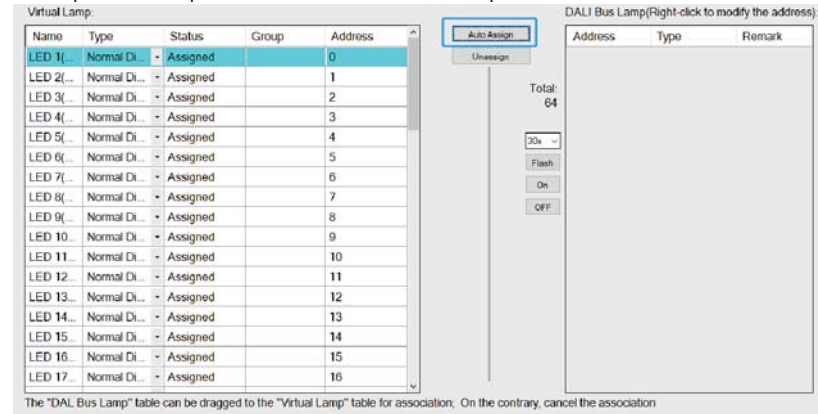 Virtual Lamp:
DALI Bus Lamp(Right-click to modify the address):
Name Type Status Group Address
Auto Assign
Address Type Remark
LED 1(... Normal Di... Assigned 0
Unassign
LED 2(... Normal Di... Assigned 1
Total:
64
LED 3(... Normal Di... Assigned 2
LED 4(... Normal Di... Assigned 3
LED 5(... Normal Di... Assigned 4
30s
LED 6(... Normal Di... Assigned 5
Flash
LED 7(... Normal Di... Assigned 6
On
LED 8(... Normal Di... Assigned 7
OFF
LED 9(... Normal Di... Assigned 8
LED 10... Normal Di... Assigned 9
LED 11... Normal Di... Assigned 10
LED 12... Normal Di... Assigned 11
LED 13... Normal Di... Assigned 12
LED 14... Normal Di... Assigned 13
LED 15... Normal Di... Assigned 14
LED 16... Normal Di... Assigned 15
LED 17... Normal Di... Assigned 16
The "DAL Bus Lamp" table can be dragged to the "Virtual Lamp" table for association; On the contrary, cancel the association